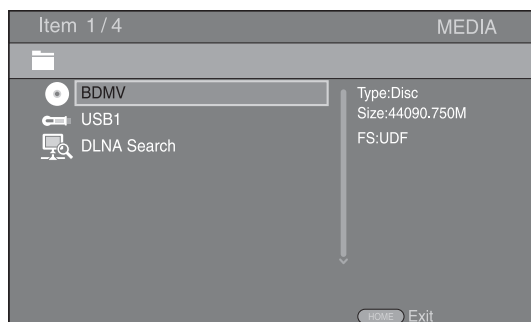 Item 1/4
MEDIA
BDMV
USB1
DLNA Search
Type:Disc
Size:44090.750M
FS:UDF
HOME Exit